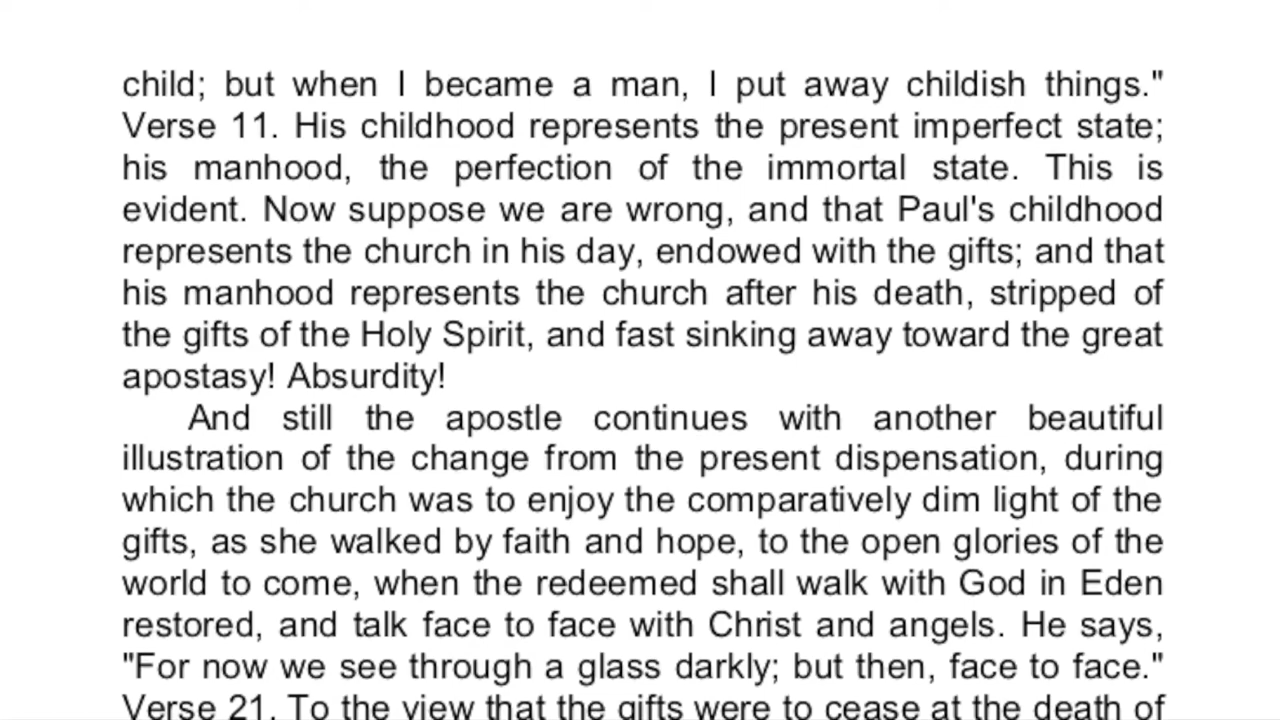 child; but when I became a man, I put away childish things."
Verse 11. His childhood represents the present imperfect state;
his manhood, the perfection of the immortal state. This is
evident. Now suppose we are wrong, and that Paul's childhood
represents the church in his day, endowed with the gifts; and that
his manhood represents the church after his death, stripped of
the gifts of the Holy Spirit, and fast sinking away toward the great
apostasy! Absurdity!
And still the apostle continues with another beautiful
illustration of the change from the present dispensation, during
which the church was to enjoy the comparatively dim light of the
gifts, as she walked by faith and hope, to the open glories of the
world to come, when the redeemed shall walk with God in Eden
restored, and talk face to face with Christ and angels. He says,
"For now we see through a glass darkly; but then, face to face."
Verse 21. To the view that the gifts were to cease at the death of